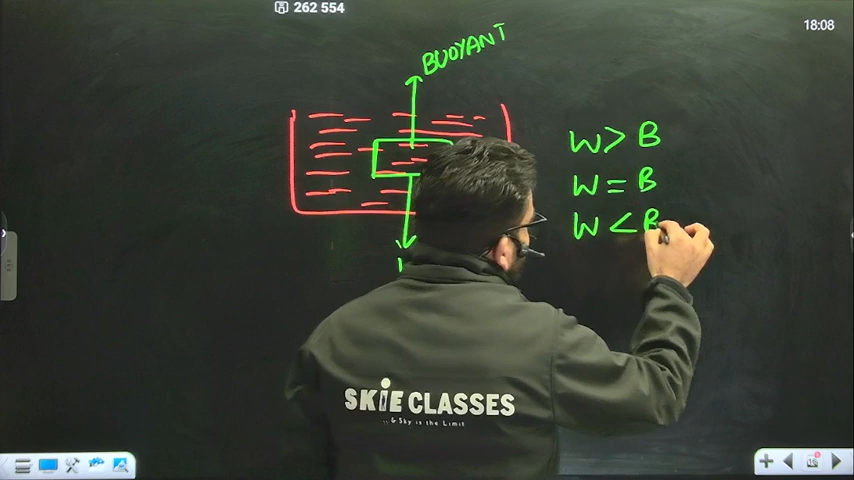 262 554
18:08
BUOYANT
W > B
W = B
W < B
SKIE CLASSES
& Sky is the Limit